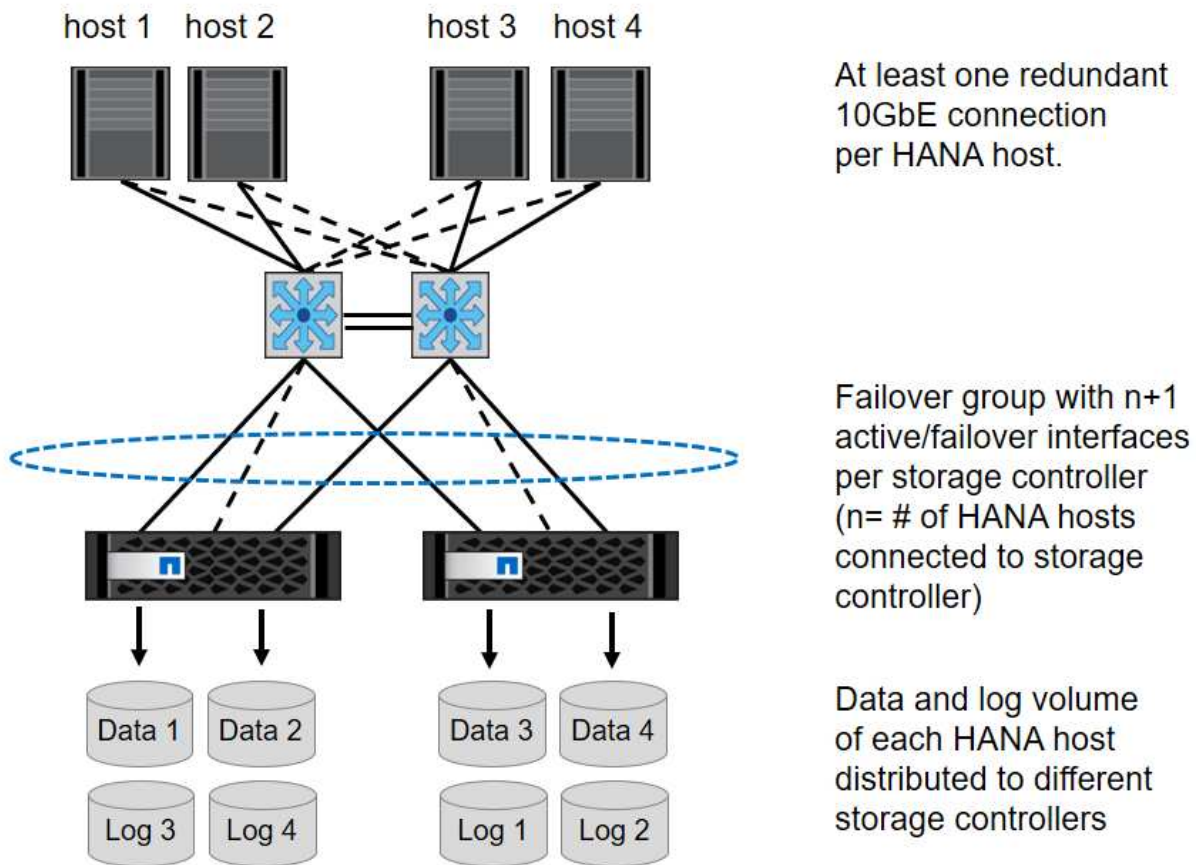 host 1
host 2
host 3
host 4
At least one redundant
10GbE connection
per HANA host.
Failover group with n+1
active/failover interfaces
per storage controller
(n= # of HANA hosts
connected to storage
controller)
Data 1
Data 2
Data 3
Data 4
Log 3
Log 4
Log 1
Log 2
Data and log volume
of each HANA host
distributed to different
storage controllers